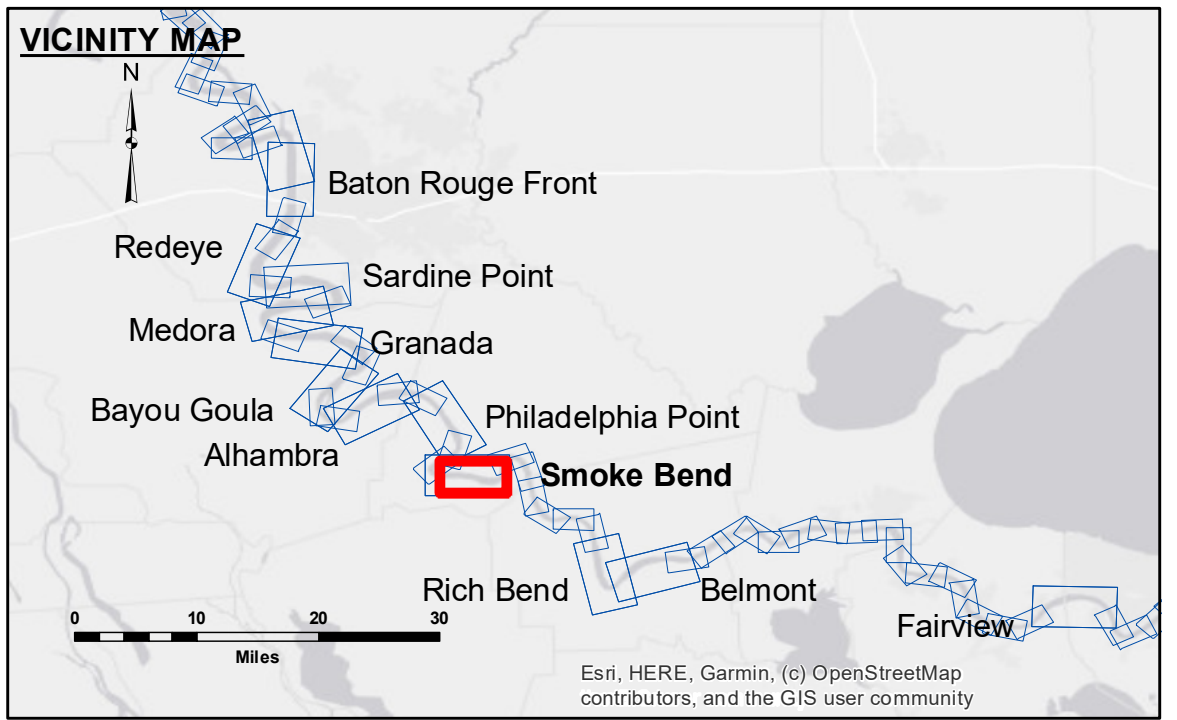 VICINITY MAP
N
Baton Rouge Front
Redeye
Sardine Point
Medora
Granada
Bayou Goula
Philadelphia Point
Alhambra
Smoke Bend
Rich Bend
Belmont
Fairview
0 10 20 30
Miles
Esri, HERE, Garmin, (c) OpenStreetMap
contributors, and the GIS user community